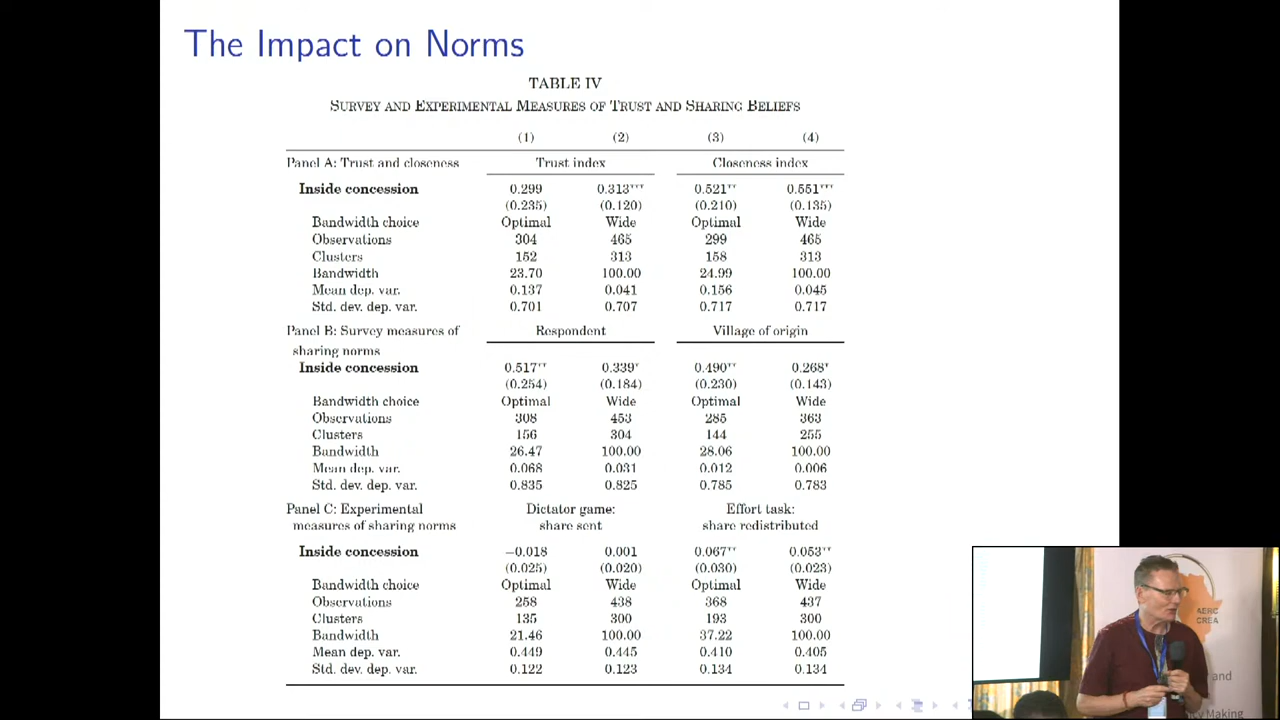 The Impact on Norms
TABLE IV
SURVEY AND EXPERIMENTAL MEASURES OF TRUST AND SHARING BELIEFS
(1) (2) (3) (4)
Panel A: Trust and closeness Trust index Closeness index
Inside concession 0.299 0.313*** 0.521** 0.551***
(0.235) (0.120) (0.210) (0.135)
Bandwidth choice Optimal Wide Optimal Wide
Observations 304 465 299 465
Clusters 152 313 158 313
Bandwidth 23.70 100.00 24.99 100.00
Mean dep. var. 0.137 0.041 0.156 0.045
Std. dev. dep. var. 0.701 0.707 0.717 0.717
Panel B: Survey measures of Respondent Village of origin
sharing norms
Inside concession 0.517** 0.339* 0.490** 0.268*
(0.254) (0.184) (0.230) (0.143)
Bandwidth choice Optimal Wide Optimal Wide
Observations 308 453 285 363
Clusters 156 304 144 255
Bandwidth 26.47 100.00 28.06 100.00
Mean dep. var. 0.068 0.031 0.012 0.006
Std. dev. dep. var. 0.835 0.825 0.785 0.783
Panel C: Experimental Dictator game: Effort task:
measures of sharing norms share sent share redistributed
Inside concession −0.018 0.001 0.067** 0.053**
(0.025) (0.020) (0.030) (0.023)
Bandwidth choice Optimal Wide Optimal Wide
Observations 258 438 368 437
Clusters 135 300 193 300
Bandwidth 21.46 100.00 37.22 100.00
Mean dep. var. 0.449 0.445 0.410 0.405
Std. dev. dep. var. 0.122 0.123 0.134 0.134
AERC
CREA
and
Making